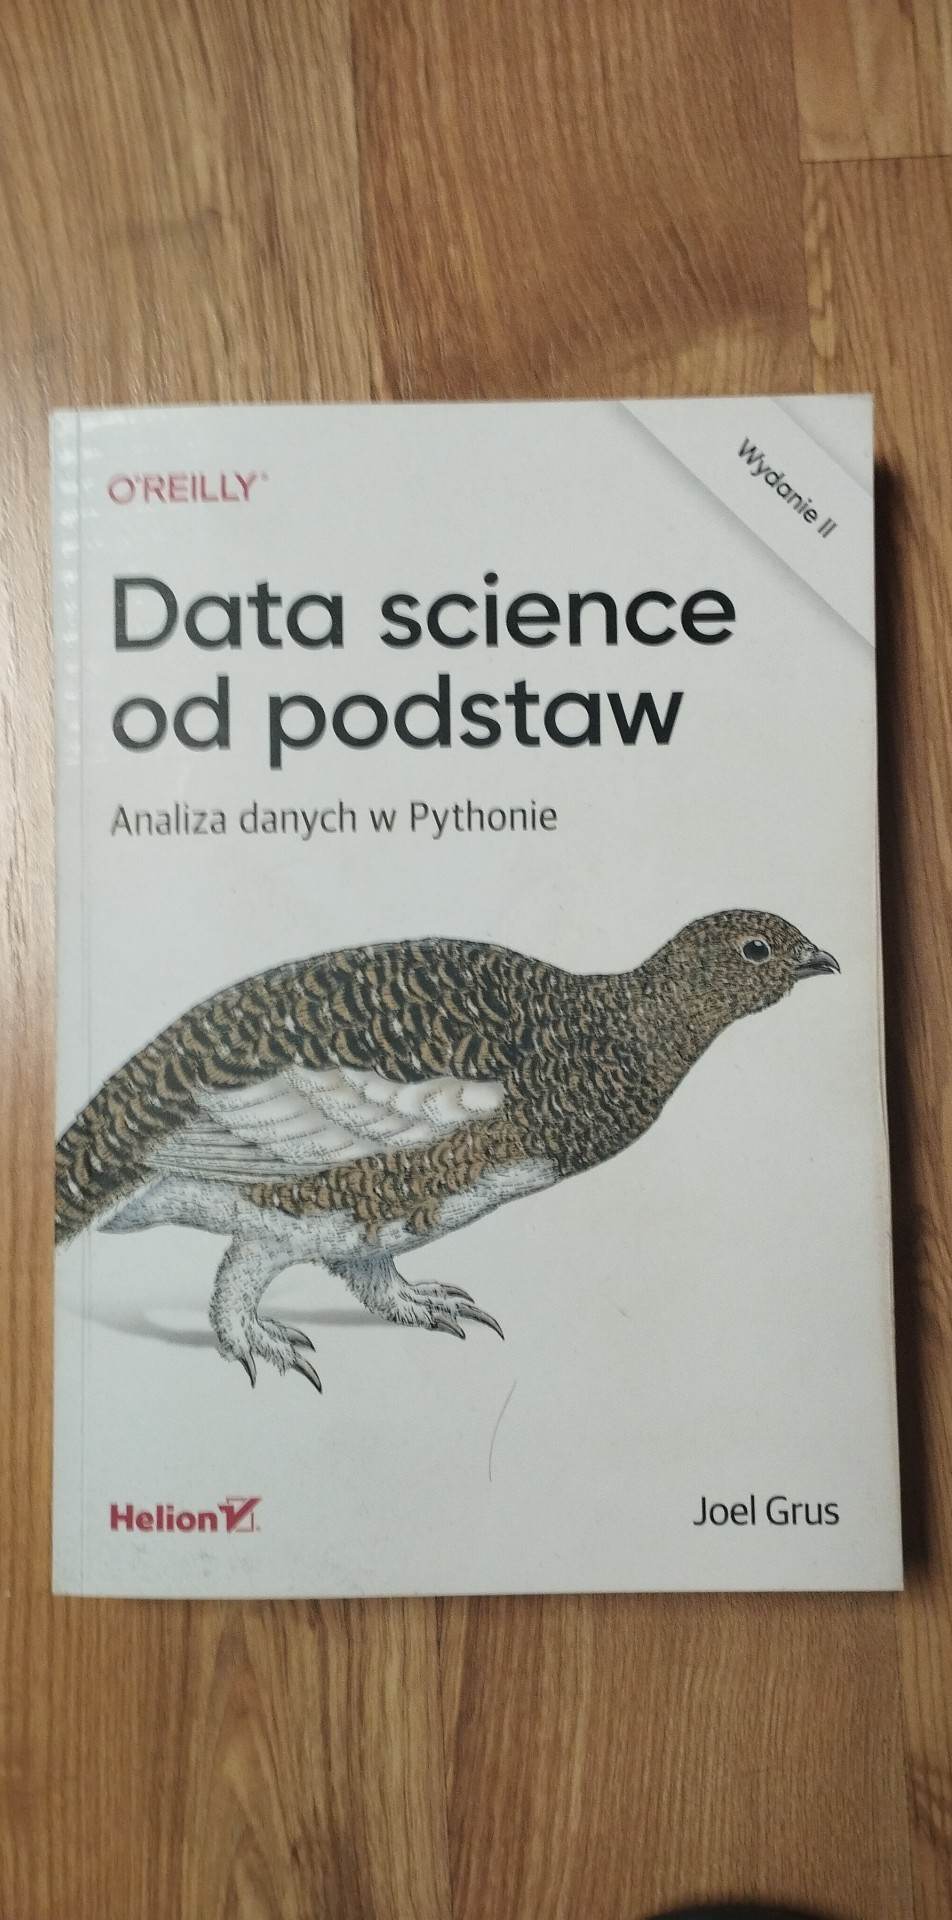 O'REILLY®
Wydanie II
Data science
od podstaw
Analiza danych w Pythonie
Helion
Joel Grus